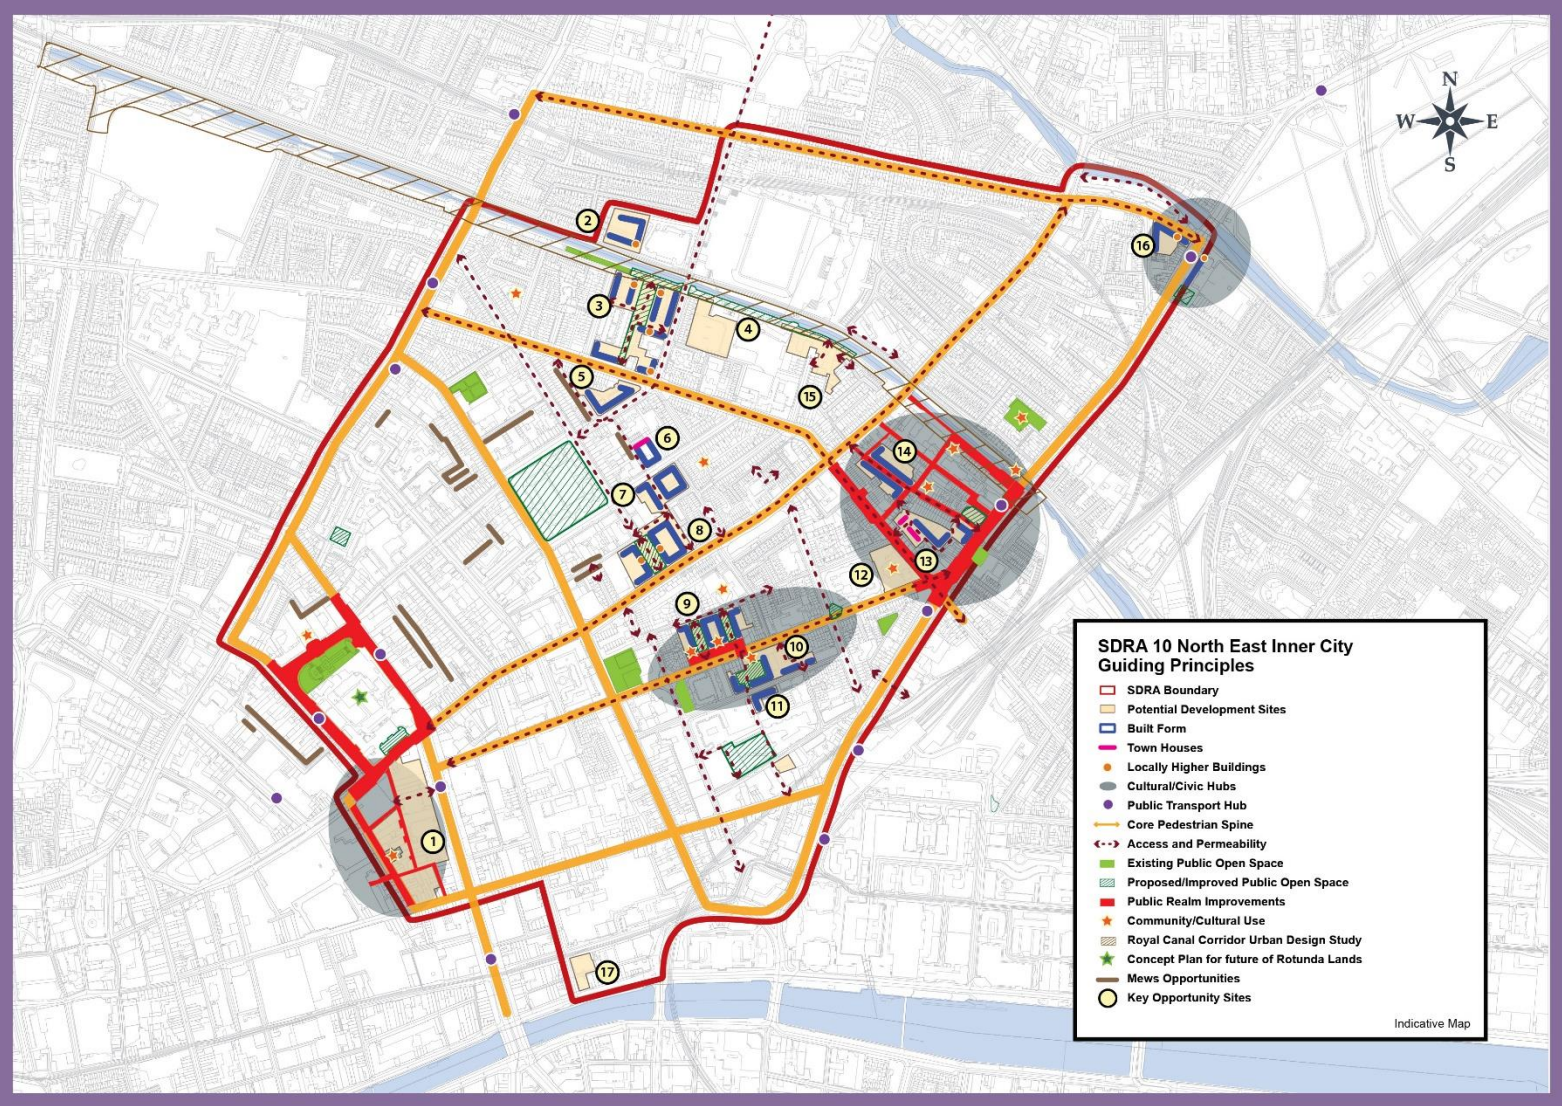 N
W E
S
2
16
3
4
5
15
6
14
7
8
13
12
9
10
11
1
17
SDRA 10 North East Inner City
Guiding Principles
SDRA Boundary
Potential Development Sites
Built Form
Town Houses
Locally Higher Buildings
Cultural/Civic Hubs
Public Transport Hub
Core Pedestrian Spine
Access and Permeability
Existing Public Open Space
Proposed/Improved Public Open Space
Public Realm Improvements
Community/Cultural Use
Royal Canal Corridor Urban Design Study
Concept Plan for future of Rotunda Lands
Mews Opportunities
Key Opportunity Sites
Indicative Map